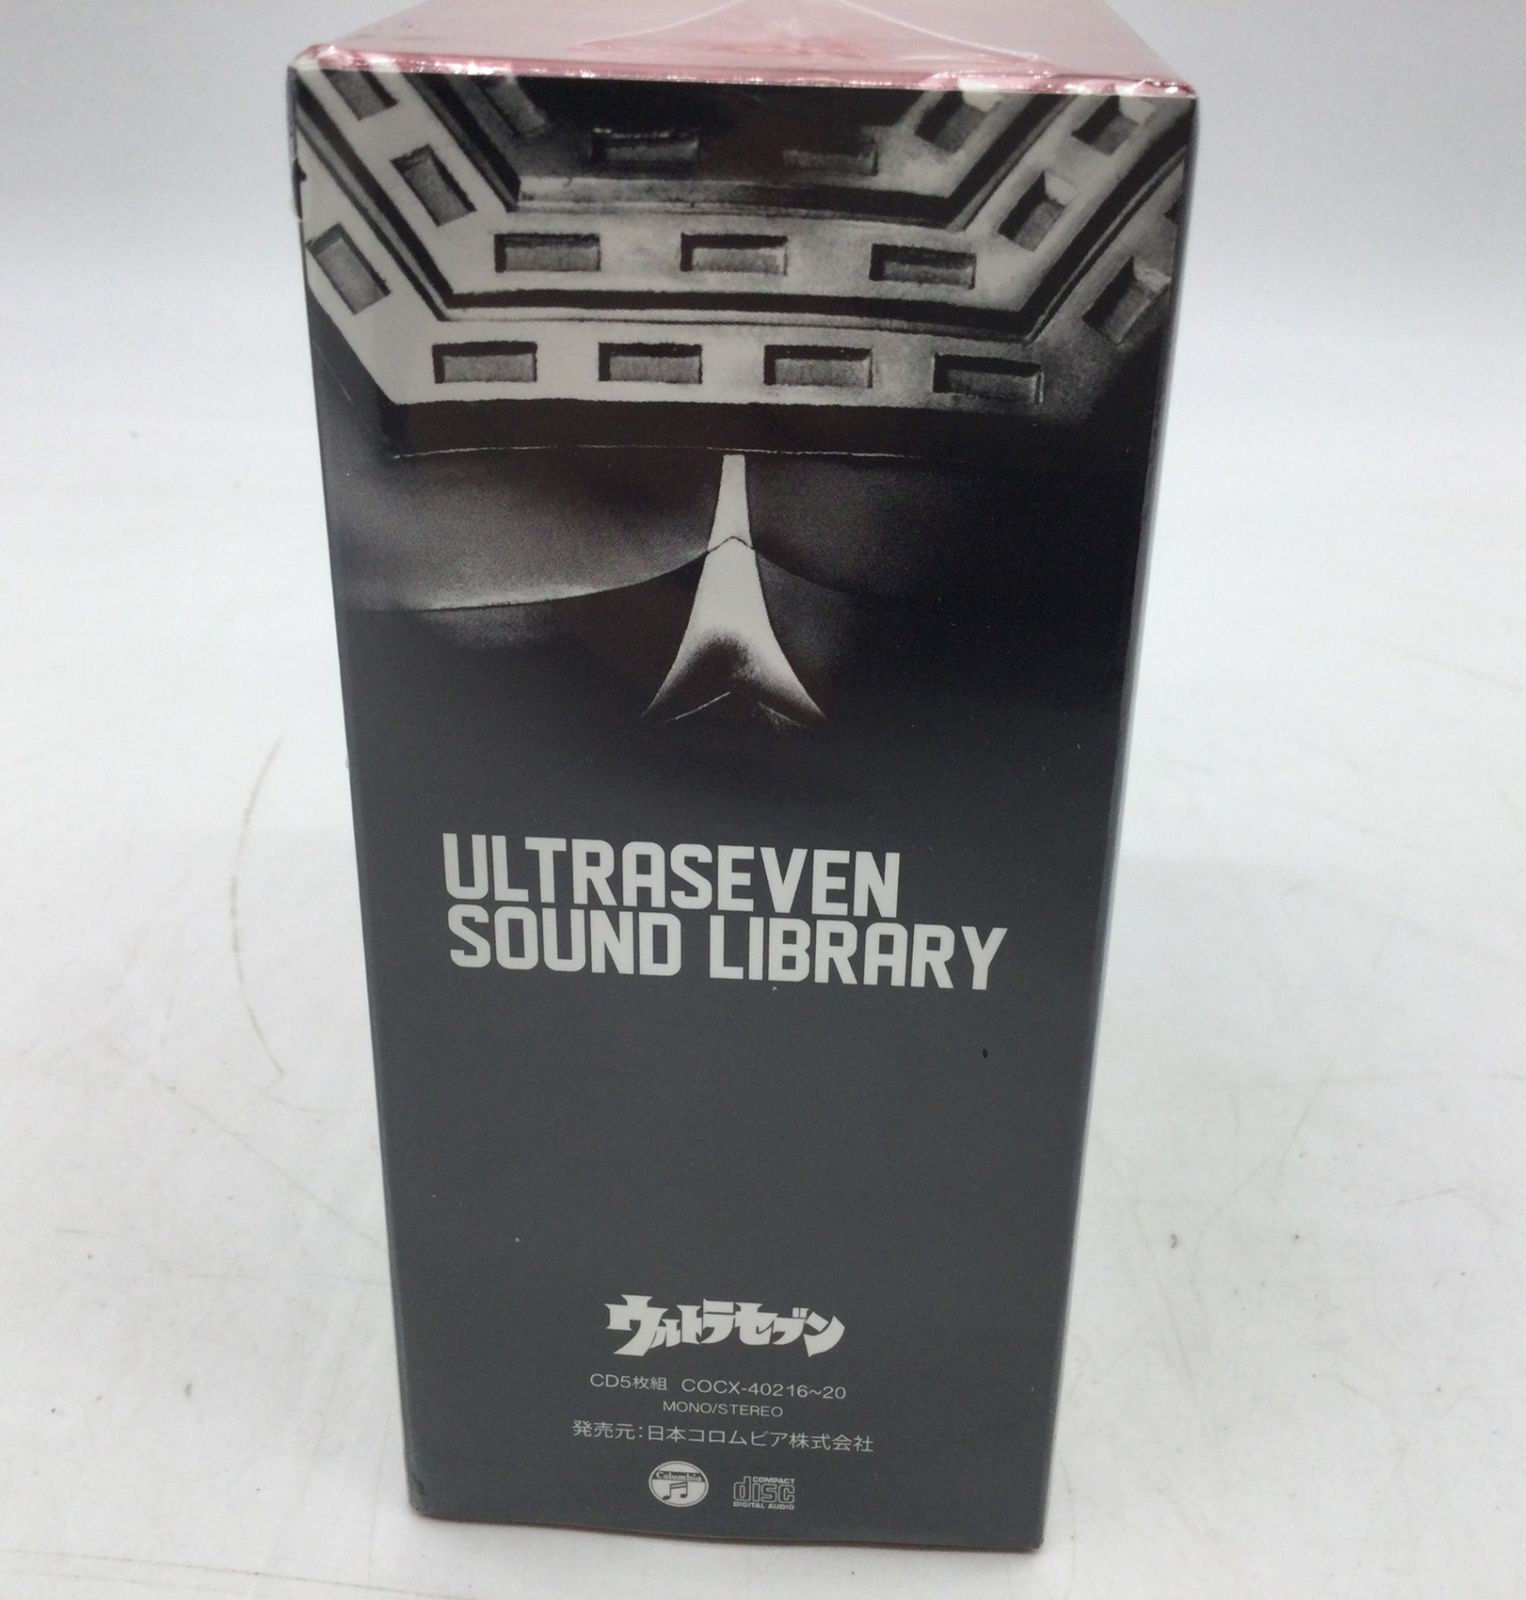 ULTRASEVEN
SOUND LIBRARY
ウルトラセブン
CD5枚組 COCX-40216~20
MONO/STEREO
発売元:日本コロムビア株式会社
Columbia
COMPACT
disc
DIGITAL AUDIO